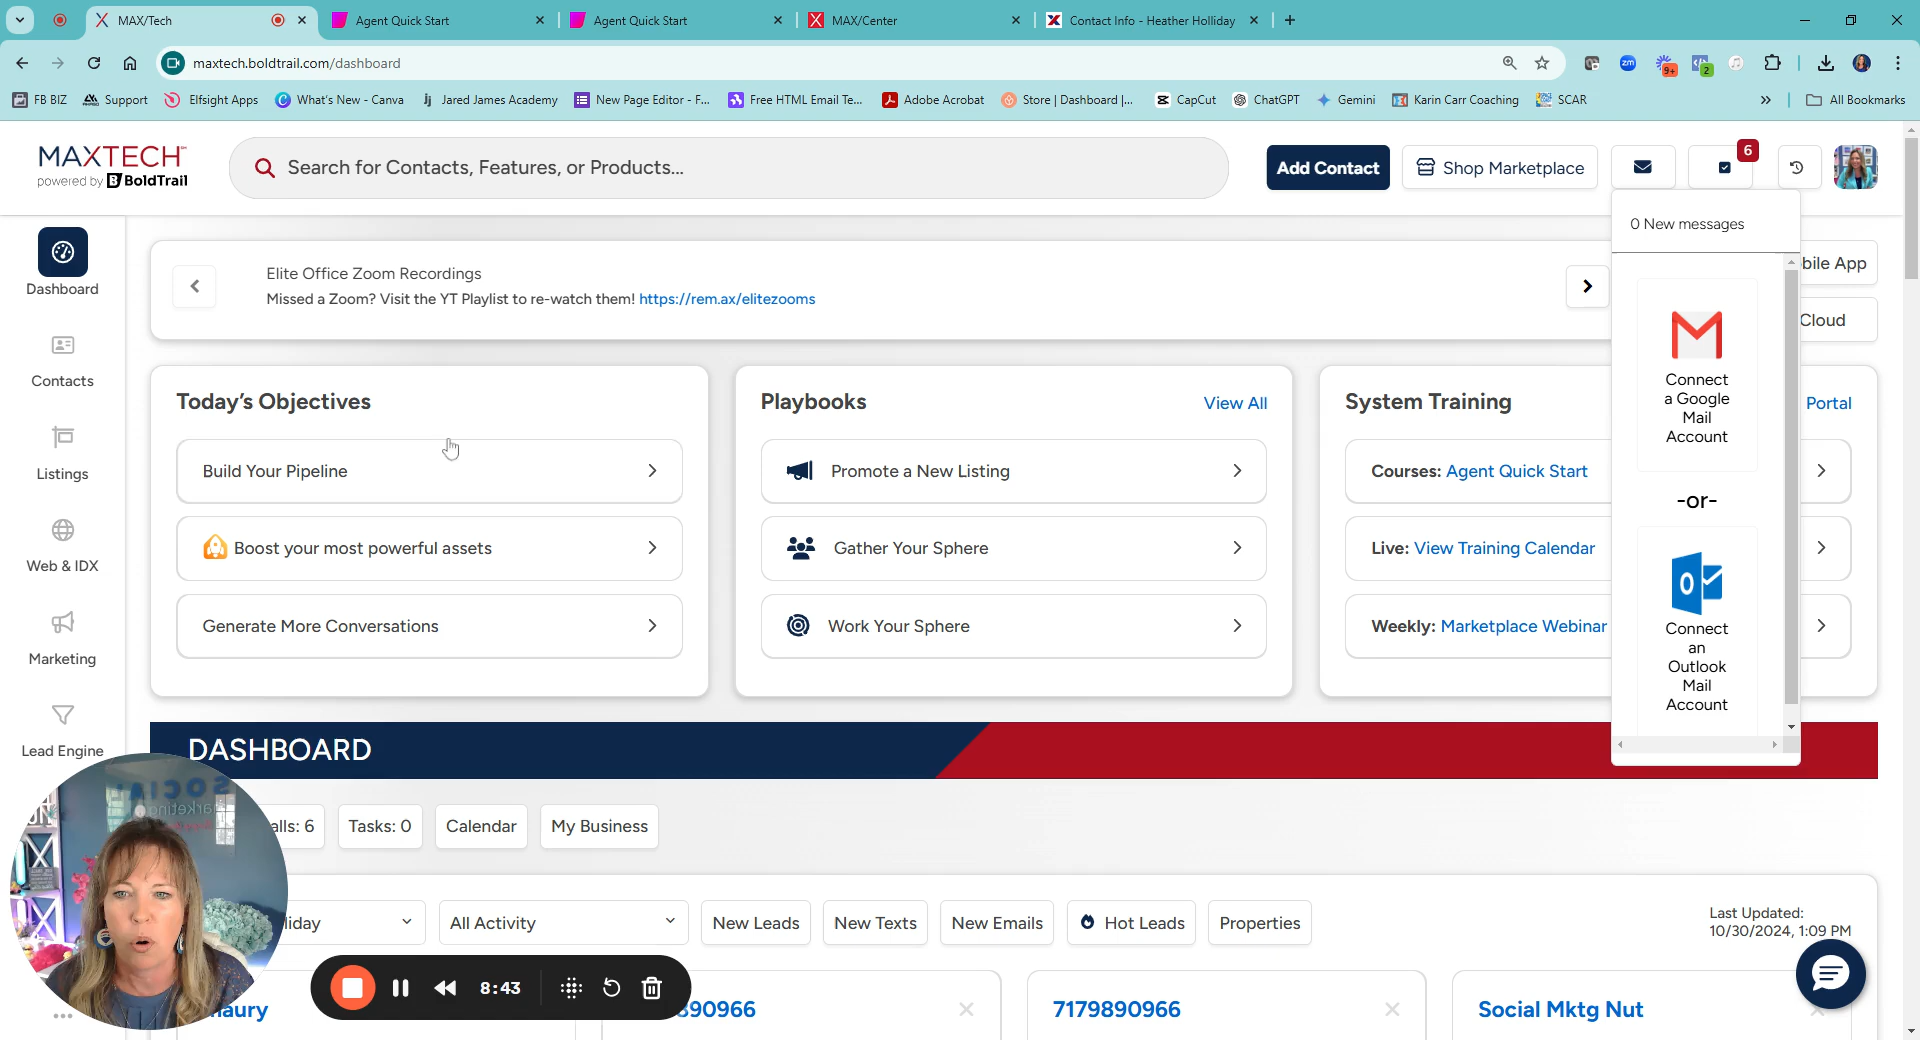 MAX/Tech
Agent Quick Start
Agent Quick Start
MAX/Center
Contact Info - Heather Holliday
maxtech.boldtrail.com/dashboard
zm
9+
2
FB BIZ
Support
Elfsight Apps
What's New - Canva
Jared James Academy
New Page Editor - F...
Free HTML Email Te...
Adobe Acrobat
Store | Dashboard |...
CapCut
ChatGPT
Gemini
Karin Carr Coaching
SCAR
All Bookmarks
MAXTECH
powered by BoldTrail
Search for Contacts, Features, or Products...
Add Contact
Shop Marketplace
6
0 New messages
Connect
a Google
Mail
Account
-or-
Connect
an
Outlook
Mail
Account
Dashboard
Contacts
Listings
Web & IDX
Marketing
Lead Engine
Elite Office Zoom Recordings
Missed a Zoom? Visit the YT Playlist to re-watch them! https://rem.ax/elitezooms
bile App
Cloud
Today's Objectives
Build Your Pipeline
Boost your most powerful assets
Generate More Conversations
Playbooks
View All
Promote a New Listing
Gather Your Sphere
Work Your Sphere
System Training
Portal
Courses: Agent Quick Start
Live: View Training Calendar
Weekly: Marketplace Webinar
DASHBOARD
alls: 6
Tasks: 0
Calendar
My Business
liday
All Activity
New Leads
New Texts
New Emails
Hot Leads
Properties
Last Updated:
10/30/2024, 1:09 PM
8:43
aury
890966
7179890966
Social Mktg Nut